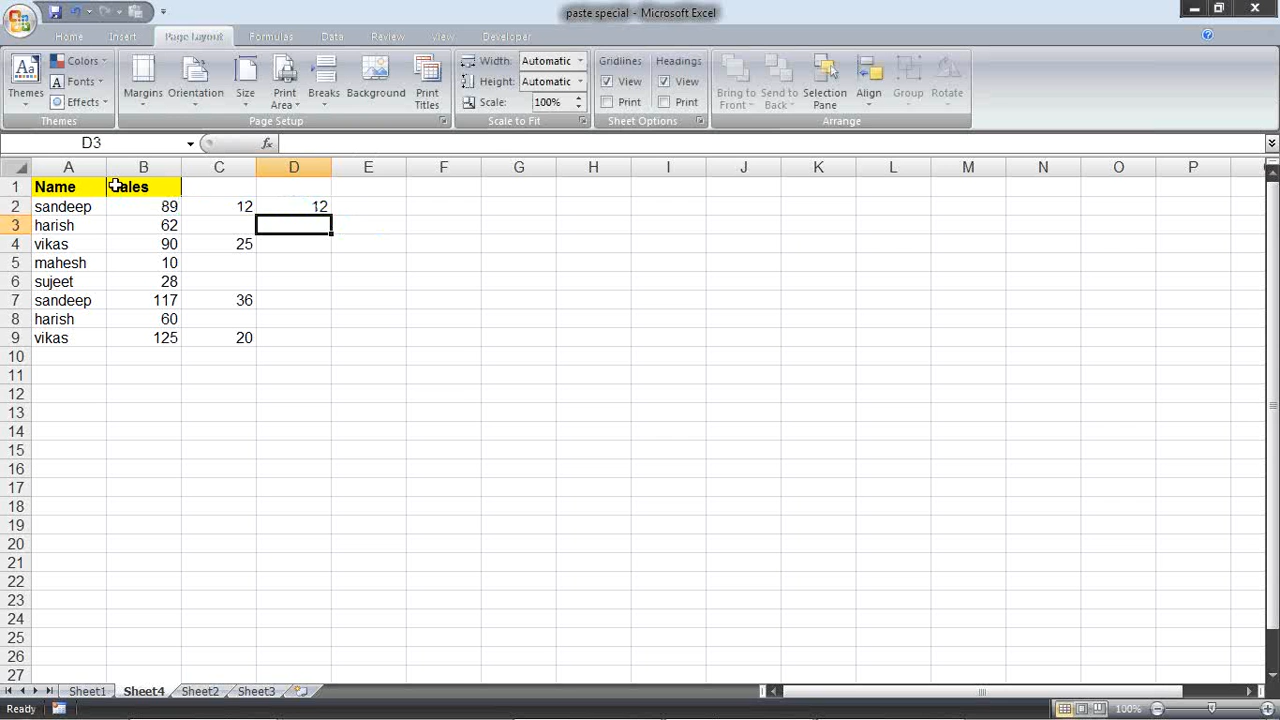 paste special - Microsoft Excel
Home Insert Page Layout Formulas Data Review View Developer
Themes Colors Fonts Effects
Margins Orientation Size Print Area Breaks Background Print Titles
Width: Automatic
Height: Automatic
Scale: 100%
Gridlines View Print
Headings View Print
Bring to Front Send to Back Selection Pane Align Group Rotate
Themes Page Setup Scale to Fit Sheet Options Arrange
D3 fx
A B C D E F G H I J K L M N O P
1 Name ales
2 sandeep 89 12 12
3 harish 62
4 vikas 90 25
5 mahesh 10
6 sujeet 28
7 sandeep 117 36
8 harish 60
9 vikas 125 20
10
11
12
13
14
15
16
17
18
19
20
21
22
23
24
25
26
27
Sheet1 Sheet4 Sheet2 Sheet3
Ready 100%